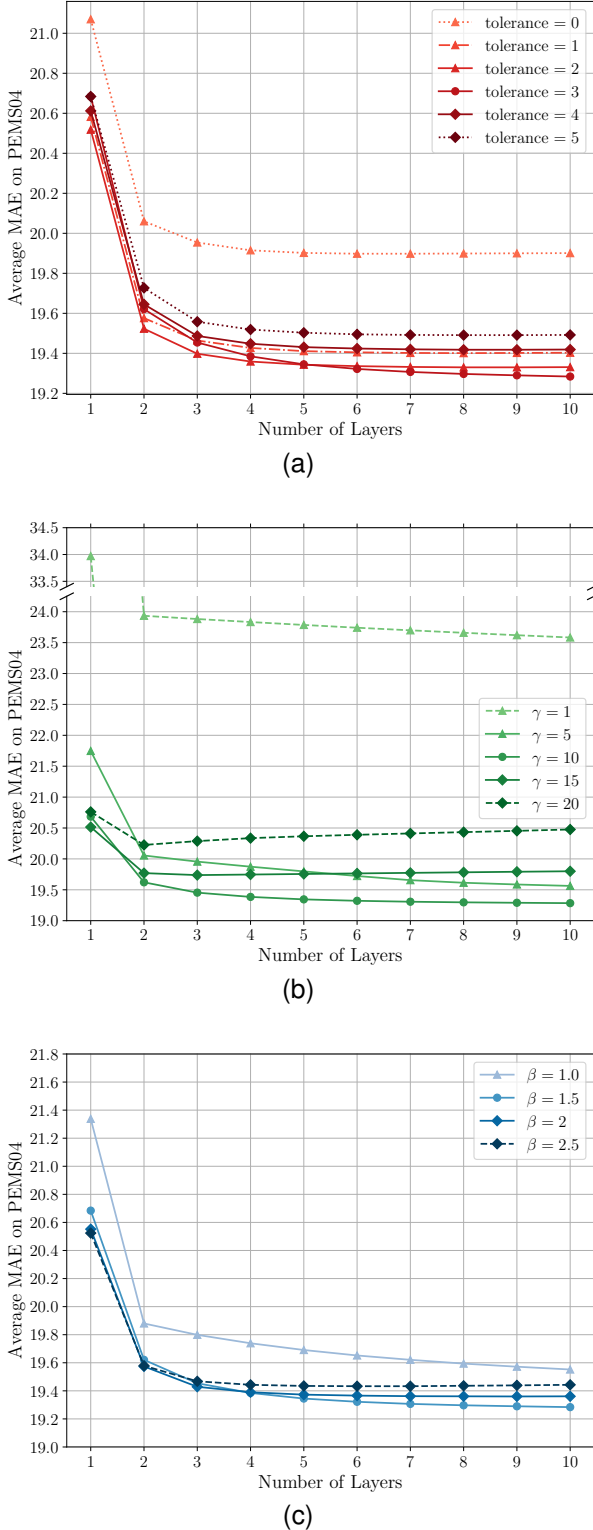 21.0
20.8
20.6
20.4
20.2
20.0
19.8
19.6
19.4
19.2
Average MAE on PEMS04
tolerance = 0
tolerance = 1
tolerance = 2
tolerance = 3
tolerance = 4
tolerance = 5
1 2 3 4 5 6 7 8 9 10
Number of Layers
(a)
34.5
34.0
33.5
24.0
23.5
23.0
22.5
22.0
21.5
21.0
20.5
20.0
19.5
19.0
Average MAE on PEMS04
γ = 1
γ = 5
γ = 10
γ = 15
γ = 20
1 2 3 4 5 6 7 8 9 10
Number of Layers
(b)
21.8
21.6
21.4
21.2
21.0
20.8
20.6
20.4
20.2
20.0
19.8
19.6
19.4
19.2
19.0
Average MAE on PEMS04
β = 1.0
β = 1.5
β = 2
β = 2.5
1 2 3 4 5 6 7 8 9 10
Number of Layers
(c)